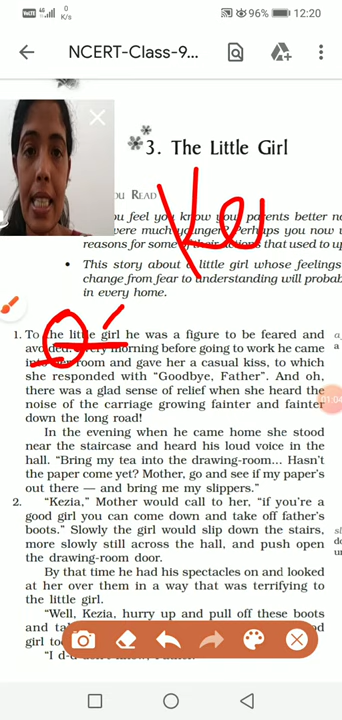 VoLTE 4G 0 K/s 96% 12:20
NCERT-Class-9...
3. The Little Girl
OU READ
ou feel you know your parents better no
were much younger? Perhaps you now u
reasons for some of their actions that used to up
• This story about a little girl whose feelings
change from fear to understanding will probab
in every home.
Ke
1. To the little girl he was a figure to be feared and
avoided. Every morning before going to work he came
into her room and gave her a casual kiss, to which
she responded with “Goodbye, Father”. And oh,
there was a glad sense of relief when she heard the
noise of the carriage growing fainter and fainter
01:04
down the long road!
In the evening when he came home she stood
near the staircase and heard his loud voice in the
hall. “Bring my tea into the drawing-room... Hasn’t
the paper come yet? Mother, go and see if my paper’s
out there — and bring me my slippers.”
2. “Kezia,” Mother would call to her, “if you’re a
good girl you can come down and take off father’s
boots.” Slowly the girl would slip down the stairs,
more slowly still across the hall, and push open
the drawing-room door.
By that time he had his spectacles on and looked
at her over them in a way that was terrifying to
the little girl.
“Well, Kezia, hurry up and pull off these boots
and ta
girl to
“I d-d